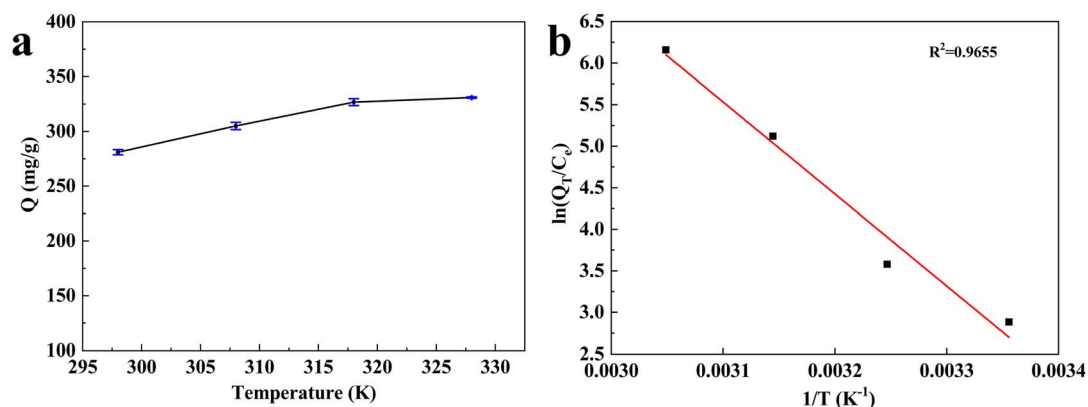 a
400
350
300
250
200
150
100
Q (mg/g)
295 300 305 310 315 320 325 330
Temperature (K)
b
R²=0.9655
6.5
6.0
5.5
5.0
4.5
4.0
3.5
3.0
2.5
ln(Q_T/C_e)
0.0030 0.0031 0.0032 0.0033 0.0034
1/T (K⁻¹)